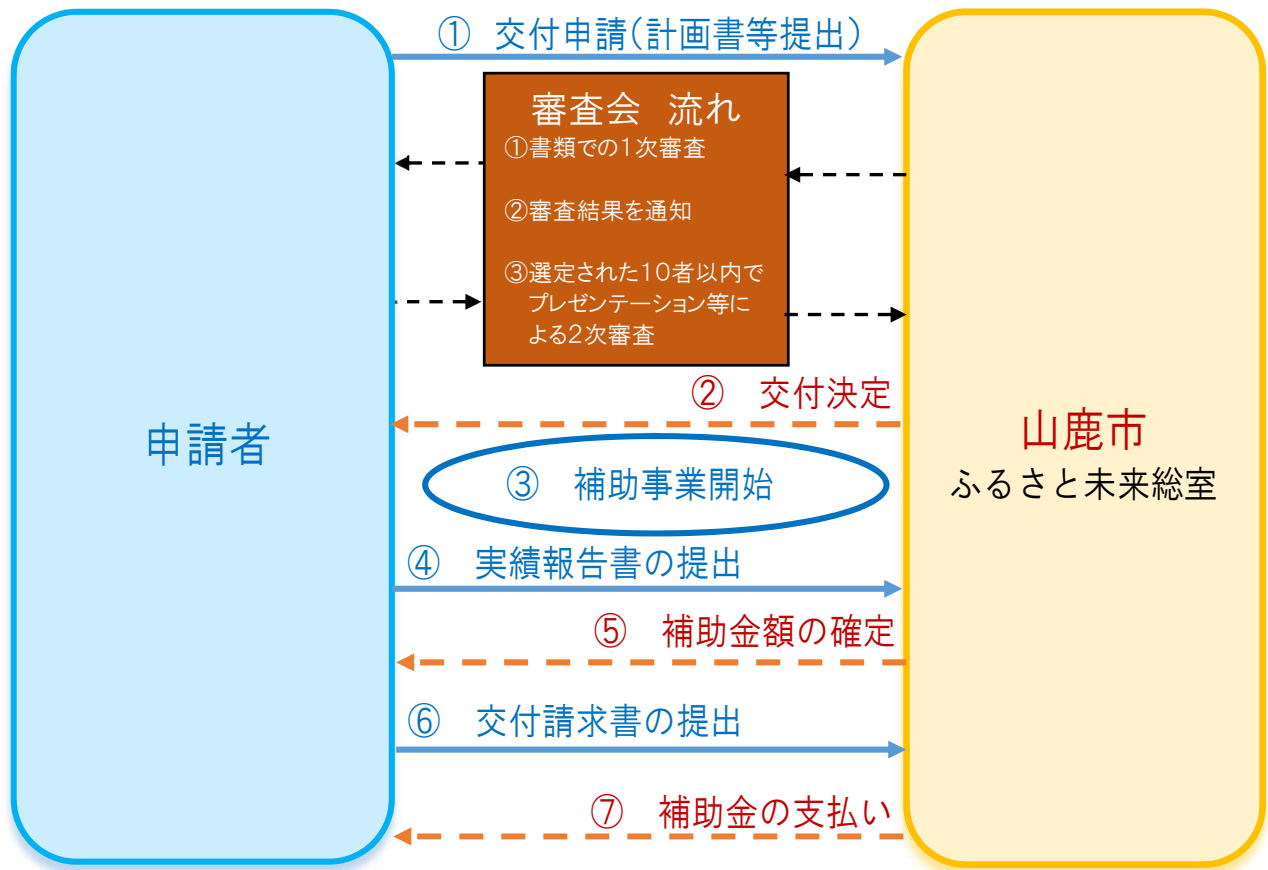 ① 交付申請(計画書等提出)
審査会 流れ
①書類での1次審査
②審査結果を通知
③選定された10者以内で
プレゼンテーション等に
よる2次審査
② 交付決定
申請者
山鹿市
ふるさと未来総室
③ 補助事業開始
④ 実績報告書の提出
⑤ 補助金額の確定
⑥ 交付請求書の提出
⑦ 補助金の支払い